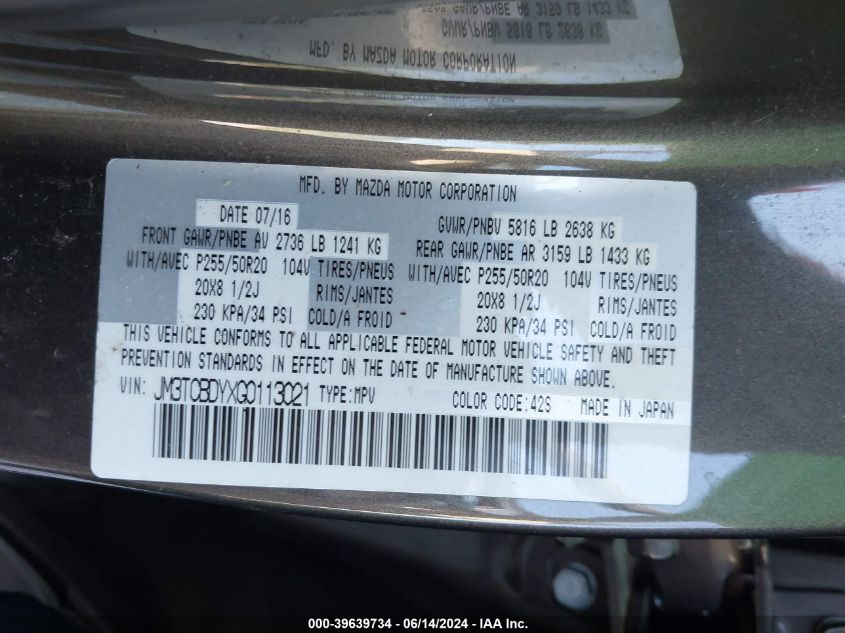 MFD. BY MAZDA MOTOR CORPORATION
DATE 07/16 GVWR/PNBV 5816 LB 2638 KG
FRONT GAWR/PNBE AV 2736 LB 1241 KG REAR GAWR/PNBE AR 3159 LB 1433 KG
WITH/AVEC P255/50R20 104V TIRES/PNEUS WITH/AVEC P255/50R20 104V TIRES/PNEUS
20X8 1/2J RIMS/JANTES 20X8 1/2J RIMS/JANTES
230 KPA/34 PSI COLD/A FROID 230 KPA/34 PSI COLD/A FROID
THIS VEHICLE CONFORMS TO ALL APPLICABLE FEDERAL MOTOR VEHICLE SAFETY AND THEFT
PREVENTION STANDARDS IN EFFECT ON THE DATE OF MANUFACTURE SHOWN ABOVE.
VIN: JM3TCBDYXG0113021 TYPE:MPV COLOR CODE:42S MADE IN JAPAN
000-39639734 - 06/14/2024 - IAA Inc.